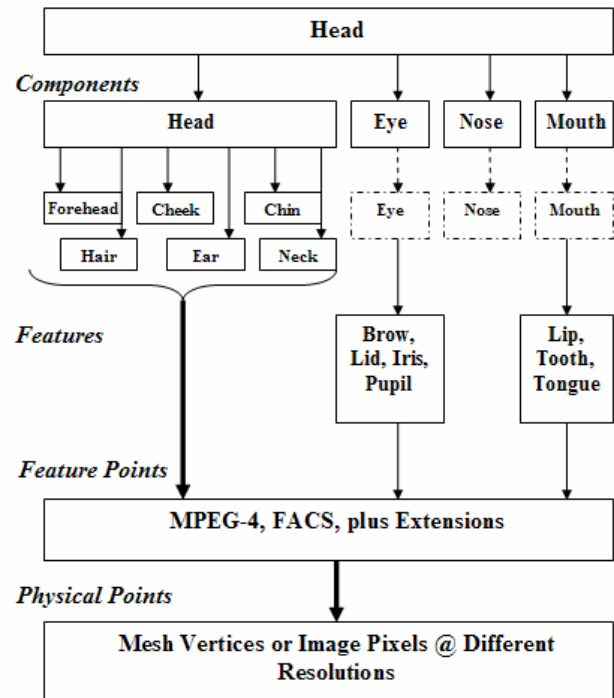 Head
Components
Head
Eye
Nose
Mouth
Forehead
Cheek
Chin
Eye
Nose
Mouth
Hair
Ear
Neck
Features
Brow,
Lid, Iris,
Pupil
Lip,
Tooth,
Tongue
Feature Points
MPEG-4, FACS, plus Extensions
Physical Points
Mesh Vertices or Image Pixels @ Different
Resolutions